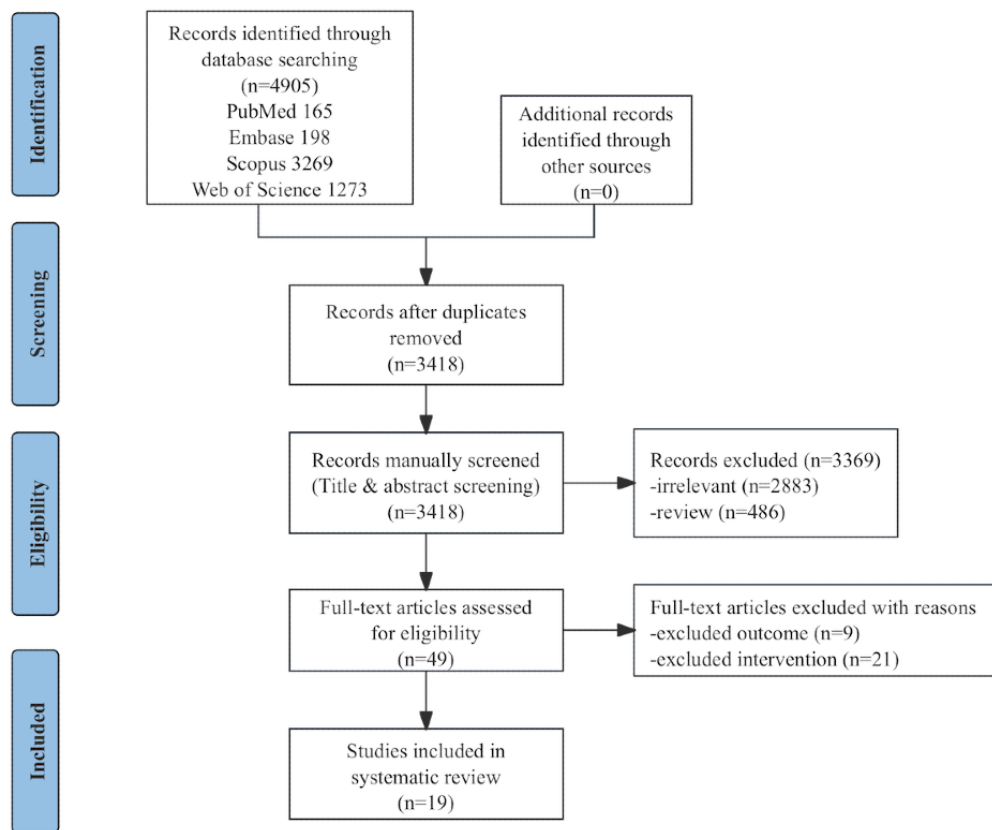 Identification
Records identified through
database searching
(n=4905)
PubMed 165
Embase 198
Scopus 3269
Web of Science 1273
Additional records
identified through
other sources
(n=0)
Screening
Records after duplicates
removed
(n=3418)
Eligibility
Records manually screened
(Title & abstract screening)
(n=3418)
Records excluded (n=3369)
-irrelevant (n=2883)
-review (n=486)
Full-text articles assessed
for eligibility
(n=49)
Full-text articles excluded with reasons
-excluded outcome (n=9)
-excluded intervention (n=21)
Included
Studies included in
systematic review
(n=19)